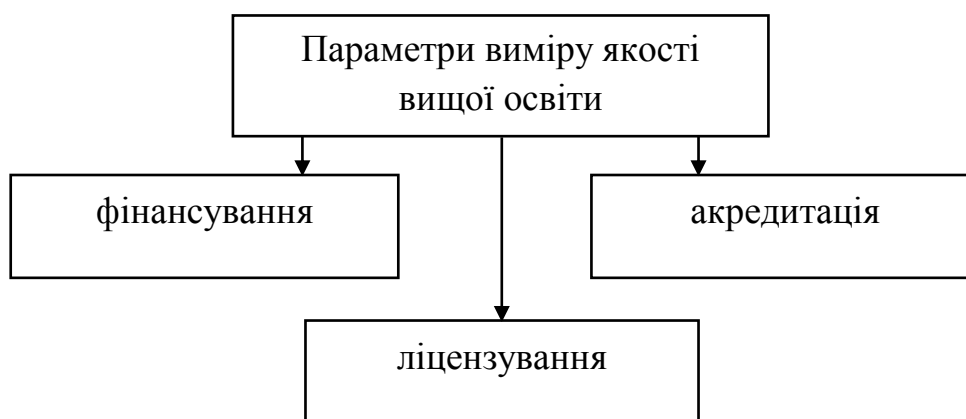 Параметри виміру якості
вищої освіти
фінансування
акредитація
ліцензування